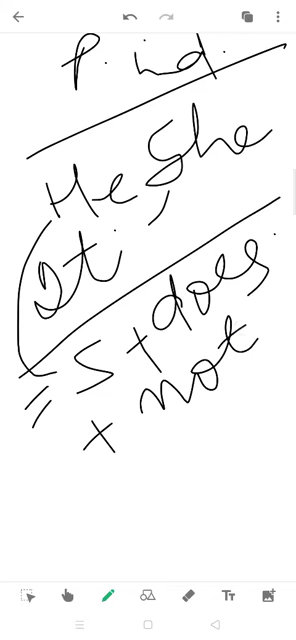 P. ind.
He, She
It,
= S + does
+ not